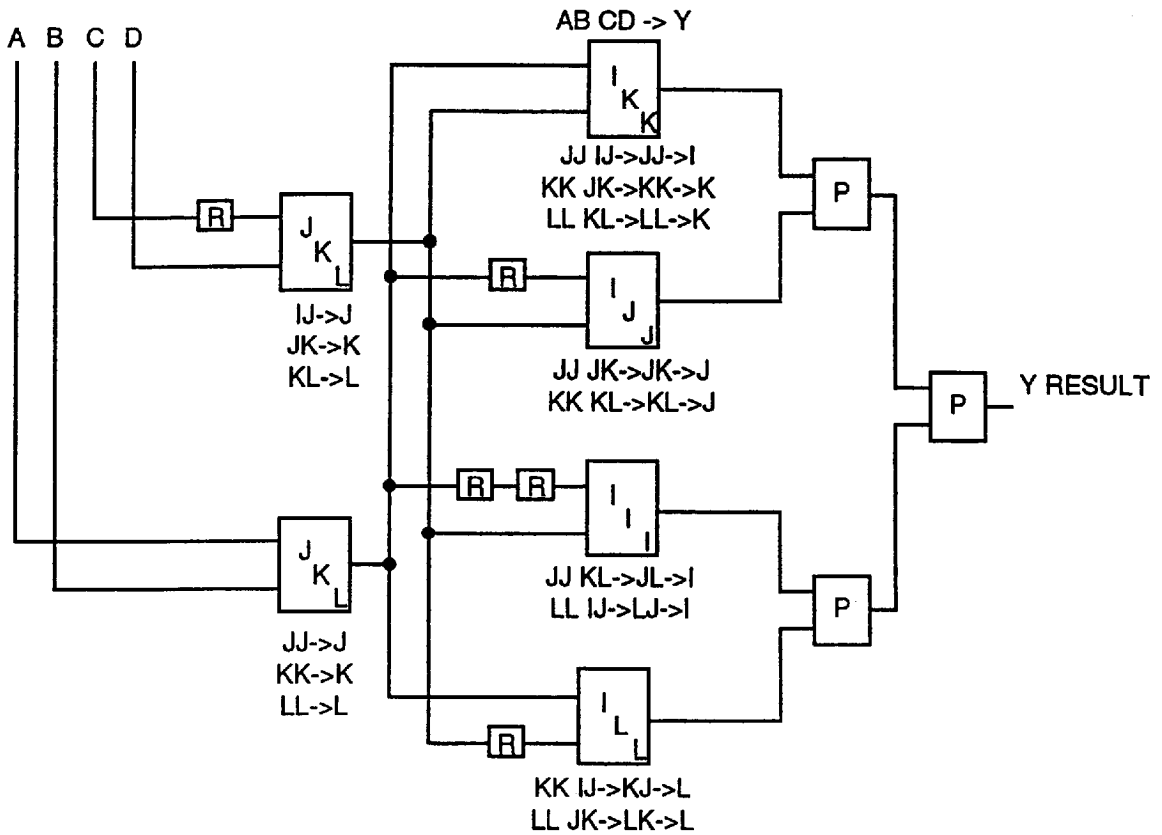 AB CD -> Y
A B C D
I
K
K
JJ IJ->JJ->I
KK JK->KK->K
LL KL->LL->K
P
R
J
K
L
IJ->J
JK->K
KL->L
R
I
J
J
JJ JK->JK->J
KK KL->KL->J
P
Y RESULT
R R
I
I
I
JJ KL->JL->I
LL IJ->LJ->I
J
K
L
JJ->J
KK->K
LL->L
P
R
I
L
L
KK IJ->KJ->L
LL JK->LK->L